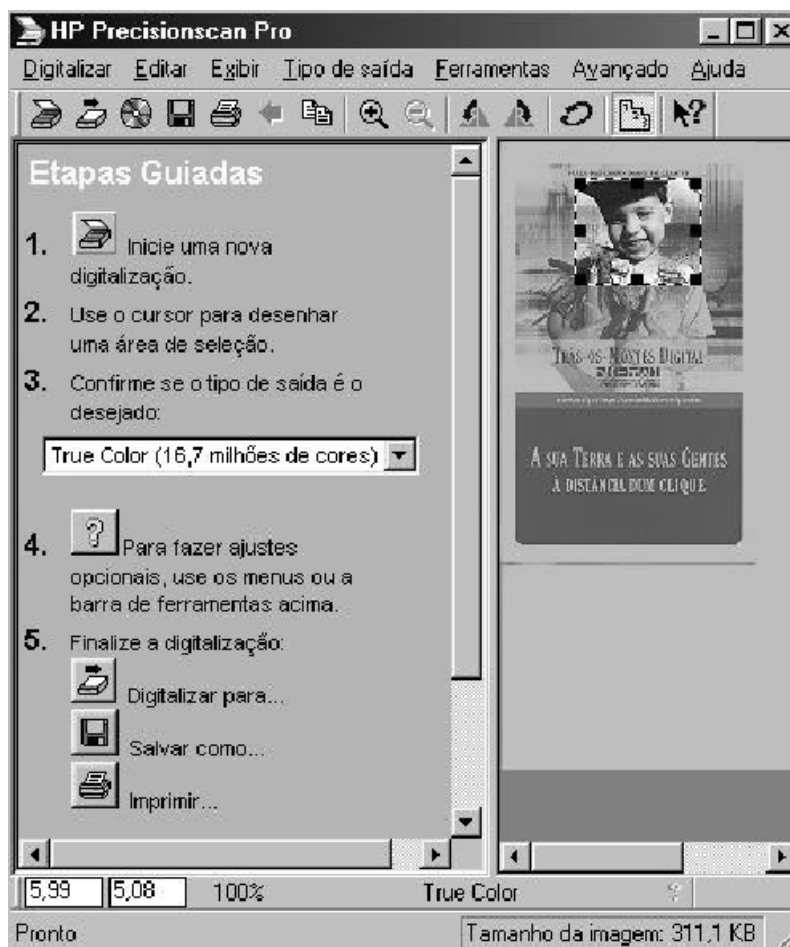 HP Precisionscan Pro
Digitalizar Editar Exibir Tipo de saída Ferramentas Avançado Ajuda
Etapas Guiadas
1. Inicie uma nova
digitalização.
2. Use o cursor para desenhar
uma área de seleção.
3. Confirme se o tipo de saída é o
desejado:
True Color (16,7 milhões de cores)
4. Para fazer ajustes
opcionais, use os menus ou a
barra de ferramentas acima.
5. Finalize a digitalização:
Digitalizar para...
Salvar como...
Imprimir...
TRÁS-OS-MONTES DIGITAL
A SUA TERRA E AS SUAS GENTES
À DISTÂNCIA DUM CLIQUE
5,99 5,08 100% True Color
Pronto Tamanho da imagem: 311,1 KB